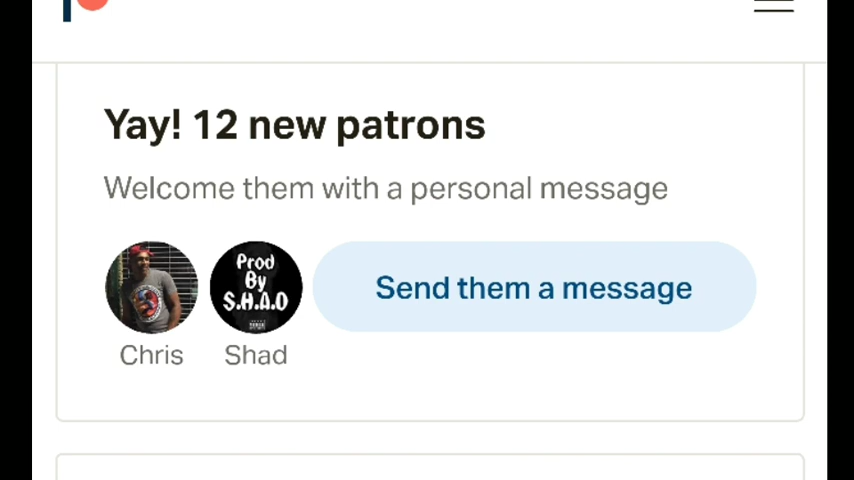 Yay! 12 new patrons
Welcome them with a personal message
Prod
By
S.H.A.D
Send them a message
Chris
Shad